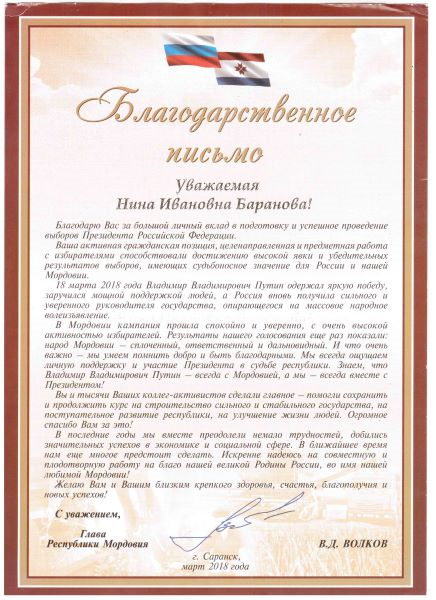 Благодарственное
письмо
Уважаемая
Нина Ивановна Баранова!
Благодарю Вас за большой личный вклад в подготовку и успешное проведение
выборов Президента Российской Федерации.
Ваша активная гражданская позиция, целенаправленная и предметная работа
с избирателями способствовали достижению высокой явки и убедительных
результатов выборов, имеющих судьбоносное значение для России и нашей
Мордовии.
18 марта 2018 года Владимир Владимирович Путин одержал яркую победу,
заручился мощной поддержкой людей, а Россия вновь получила сильного и
уверенного руководителя государства, опирающегося на массовое народное
волеизъявление.
В Мордовии кампания прошла спокойно и уверенно, с очень высокой
активностью избирателей. Результаты нашего голосования еще раз показали:
народ Мордовии – сплоченный, ответственный и дальновидный. И что очень
важно – мы умеем помнить добро и быть благодарными. Мы всегда ощущаем
личную поддержку и участие Президента в судьбе республики. Знаем, что
Владимир Владимирович Путин – всегда с Мордовией, а мы – всегда вместе с
Президентом!
Вы и тысячи Ваших коллег-активистов сделали главное – помогли сохранить
и продолжить курс на строительство сильного и стабильного государства, на
поступательное развитие республики, на улучшение жизни людей. Огромное
спасибо Вам за это!
В последние годы мы вместе преодолели немало трудностей, добились
значительных успехов в экономике и социальной сфере. В ближайшее время
нам еще многое предстоит сделать. Искренне надеюсь на совместную и
плодотворную работу на благо нашей великой Родины России, во имя нашей
любимой Мордовии!
Желаю Вам и Вашим близким крепкого здоровья, счастья, благополучия и
новых успехов!
С уважением,
Глава
Республики Мордовия
В.Д. ВОЛКОВ
г. Саранск,
март 2018 года